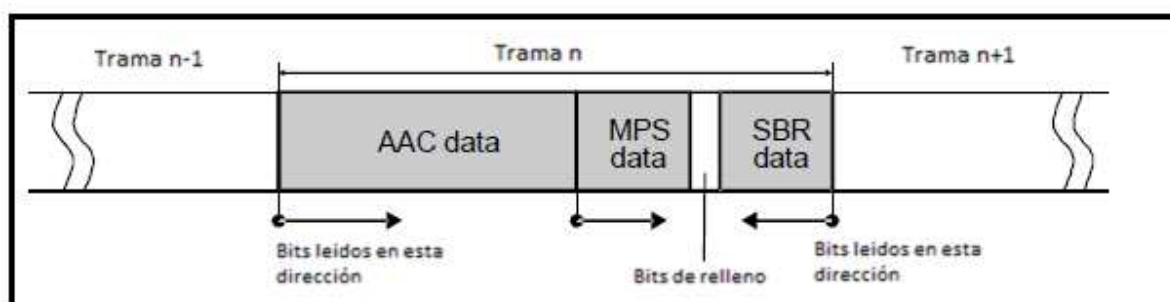 Trama n-1
Trama n
Trama n+1
AAC data
MPS
data
SBR
data
Bits leidos en esta
dirección
Bits de relleno
Bits leidos en esta
dirección